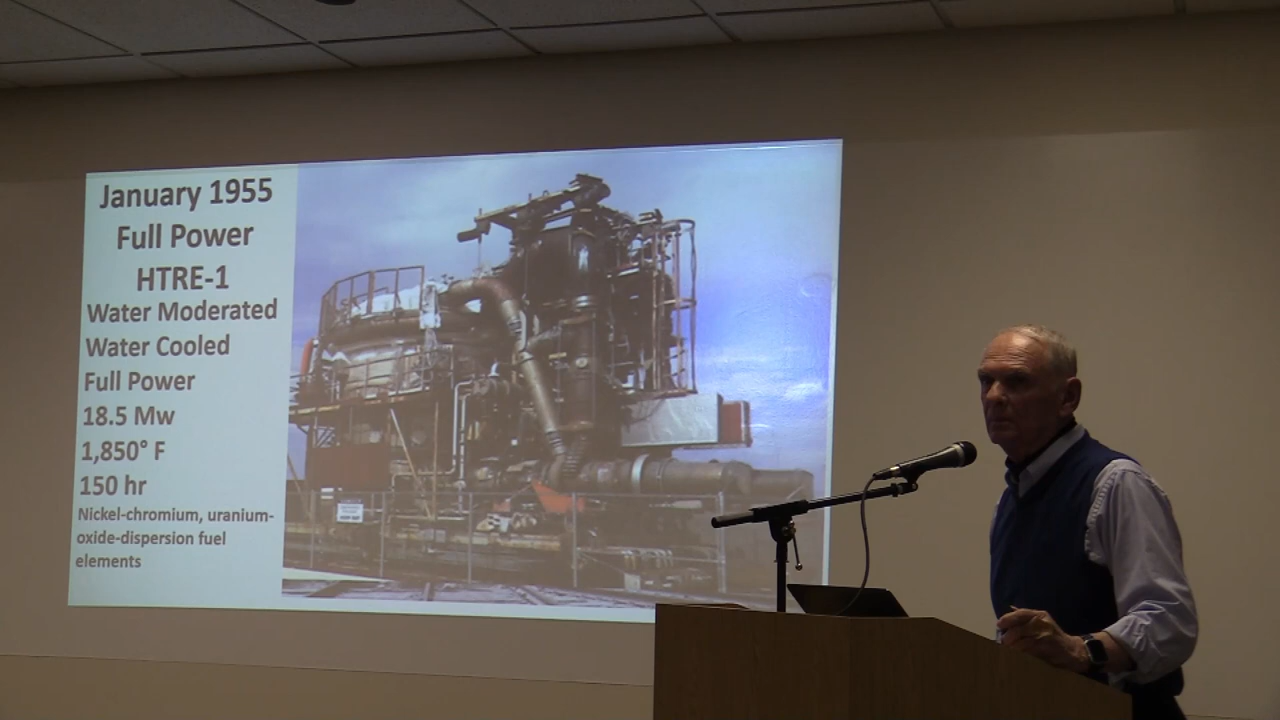 January 1955
Full Power
HTRE-1
Water Moderated
Water Cooled
Full Power
18.5 Mw
1,850° F
150 hr
Nickel-chromium, uranium-
oxide-dispersion fuel
elements